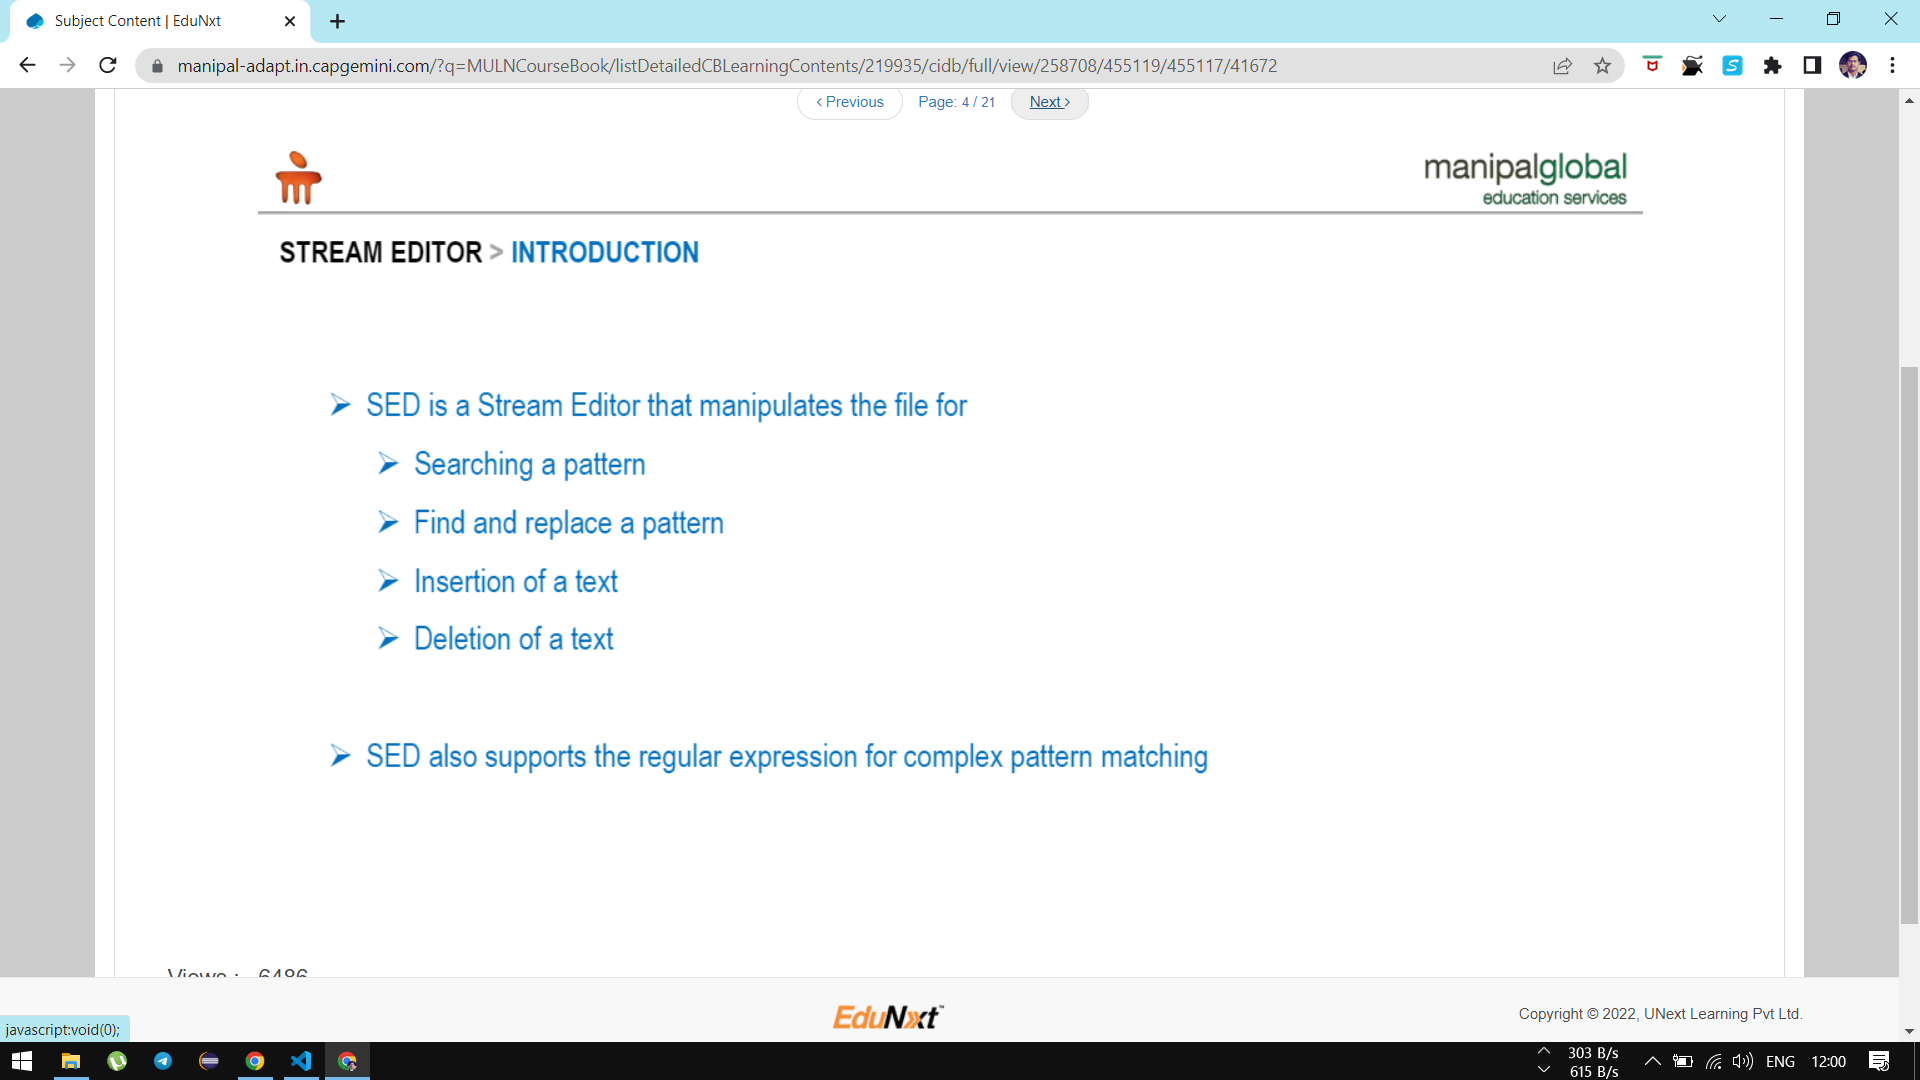 Subject Content | EduNxt
manipal-adapt.in.capgemini.com/?q=MULNCourseBook/listDetailedCBLearningContents/219935/cidb/full/view/258708/455119/455117/41672
‹ Previous Page: 4 / 21 Next ›
manipalglobal
education services
STREAM EDITOR > INTRODUCTION
➢ SED is a Stream Editor that manipulates the file for
➢ Searching a pattern
➢ Find and replace a pattern
➢ Insertion of a text
➢ Deletion of a text
➢ SED also supports the regular expression for complex pattern matching
Views : 6486
EduNxt™
Copyright © 2022, UNext Learning Pvt Ltd.
javascript:void(0);
303 B/s
615 B/s
ENG 12:00